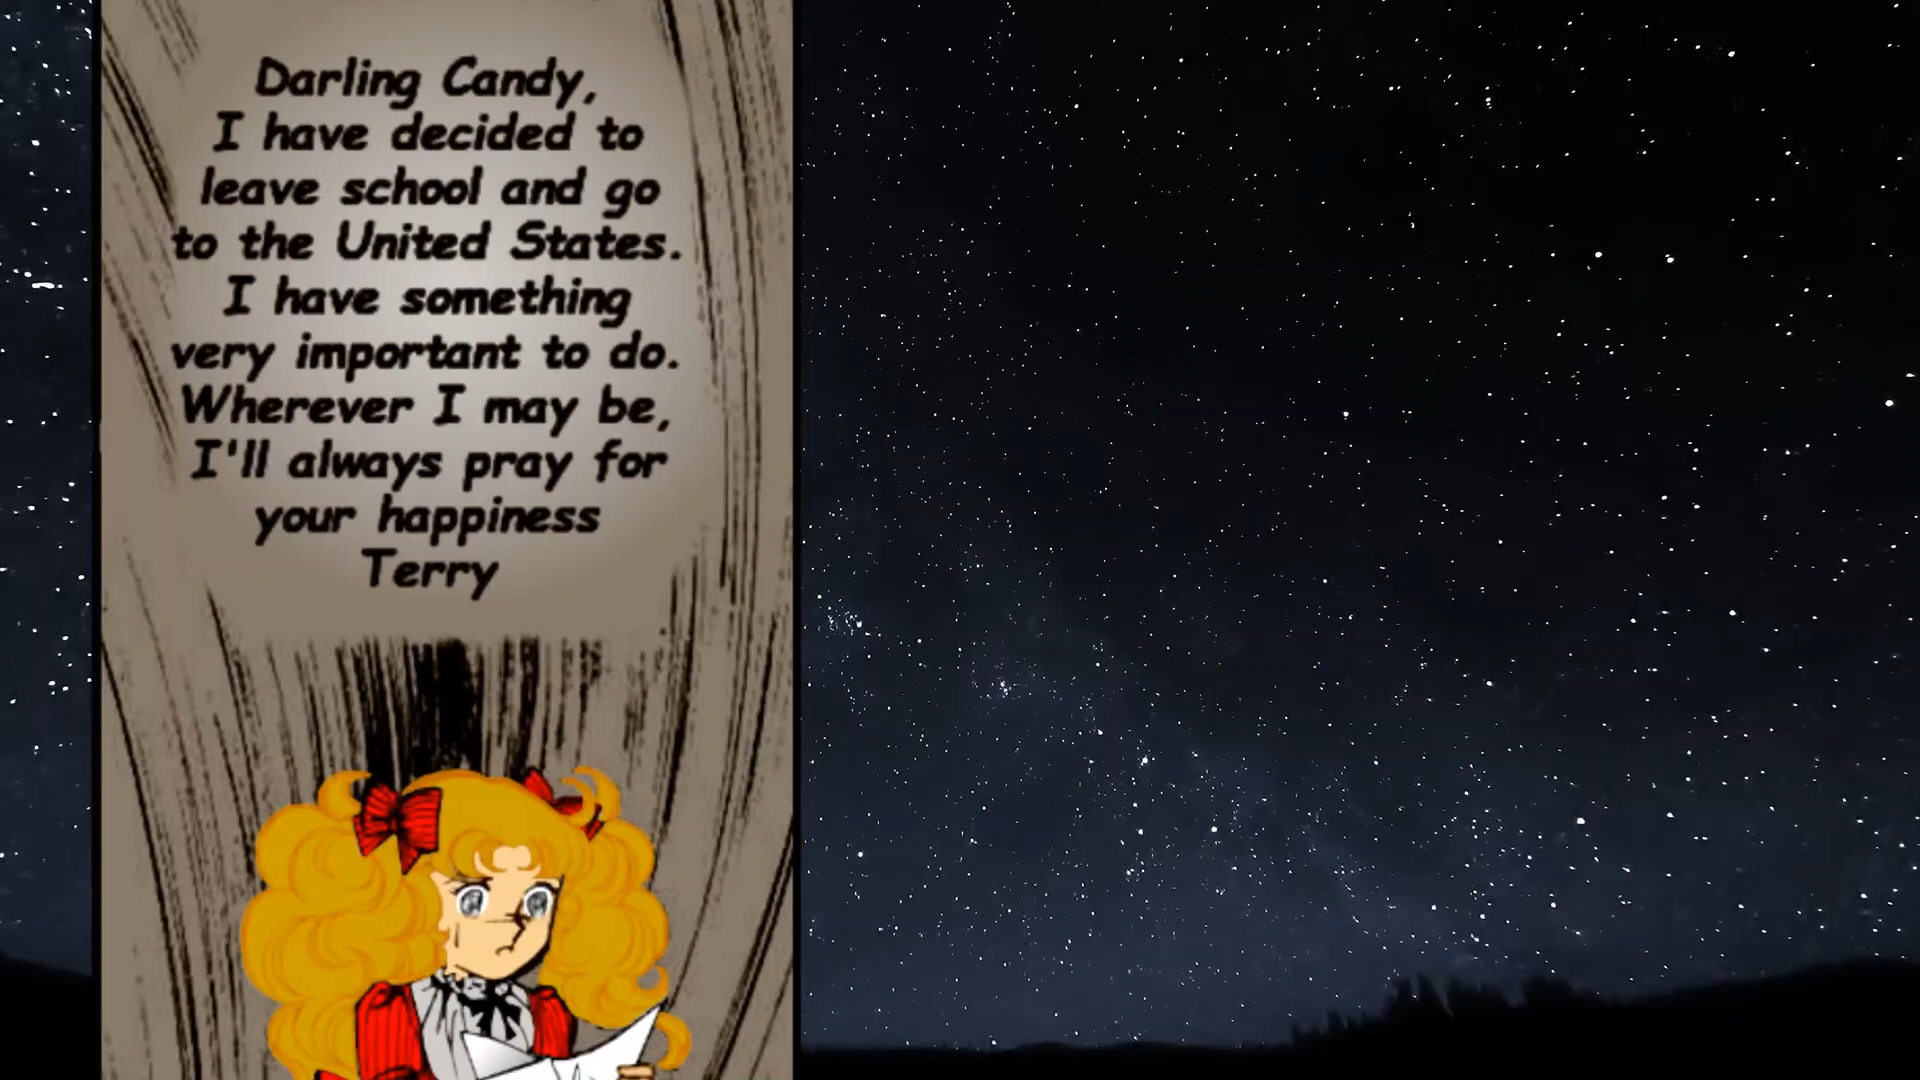 Darling Candy,
I have decided to
leave school and go
to the United States.
I have something
very important to do.
Wherever I may be,
I'll always pray for
your happiness
Terry